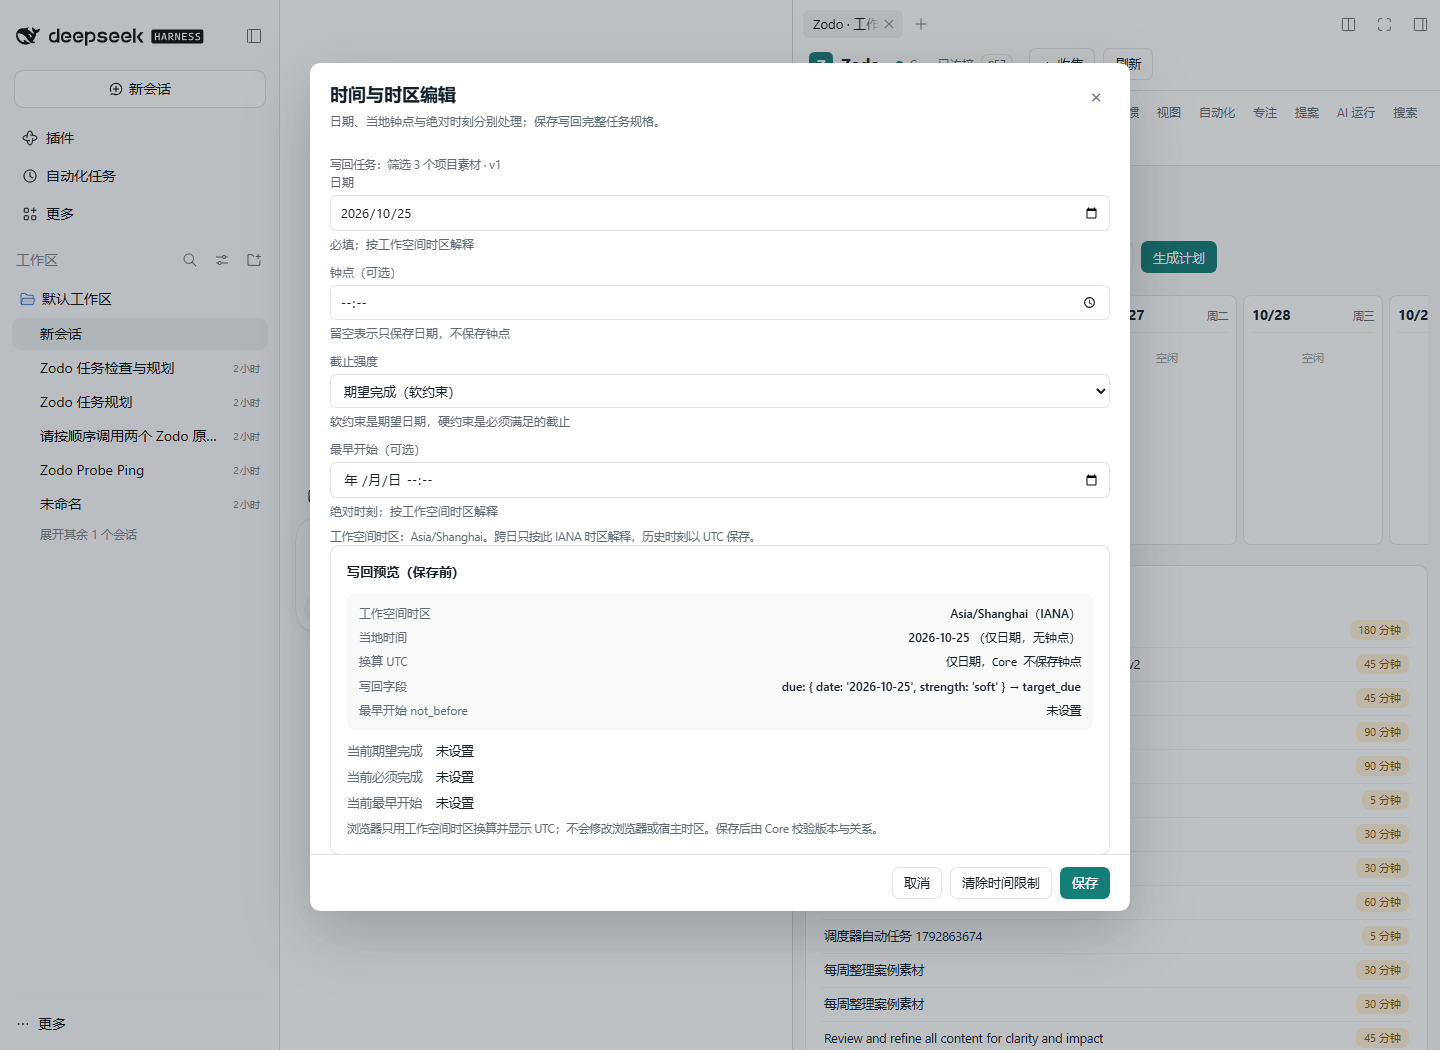 deepseek HARNESS
新会话
插件
自动化任务
更多
工作区
默认工作区
新会话
Zodo 任务检查与规划 2 小时
Zodo 任务规划 2 小时
请按顺序调用两个 Zodo 原... 2 小时
Zodo Probe Ping 2 小时
未命名 2 小时
展开其余 1 个会话
更多
Zodo · 工作
刷新
视图 自动化 专注 提案 AI 运行 搜索
生成计划
27 周二
空闲
10/28 周三
空闲
10/2
180 分钟
v2 45 分钟
45 分钟
90 分钟
90 分钟
5 分钟
30 分钟
30 分钟
60 分钟
调度器自动任务 1792863674 5 分钟
每周整理案例素材 30 分钟
每周整理案例素材 30 分钟
Review and refine all content for clarity and impact 45 分钟
时间与时区编辑
日期、当地钟点与绝对时刻分别处理；保存写回完整任务规格。
写回任务：筛选 3 个项目素材 · v1
日期
2026/10/25
必填；按工作空间时区解释
钟点（可选）
--:--
留空表示只保存日期，不保存钟点
截止强度
期望完成（软约束）
软约束是期望日期，硬约束是必须满足的截止
最早开始（可选）
年 /月/日 --:--
绝对时刻；按工作空间时区解释
工作空间时区：Asia/Shanghai。跨日只按此 IANA 时区解释，历史时刻以 UTC 保存。
写回预览（保存前）
工作空间时区 Asia/Shanghai（IANA）
当地时间 2026-10-25 （仅日期，无钟点）
换算 UTC 仅日期，Core 不保存钟点
写回字段 due: { date: '2026-10-25', strength: 'soft' } → target_due
最早开始 not_before 未设置
当前期望完成 未设置
当前必须完成 未设置
当前最早开始 未设置
浏览器只用工作空间时区换算并显示 UTC；不会修改浏览器或宿主时区。保存后由 Core 校验版本与关系。
取消 清除时间限制 保存